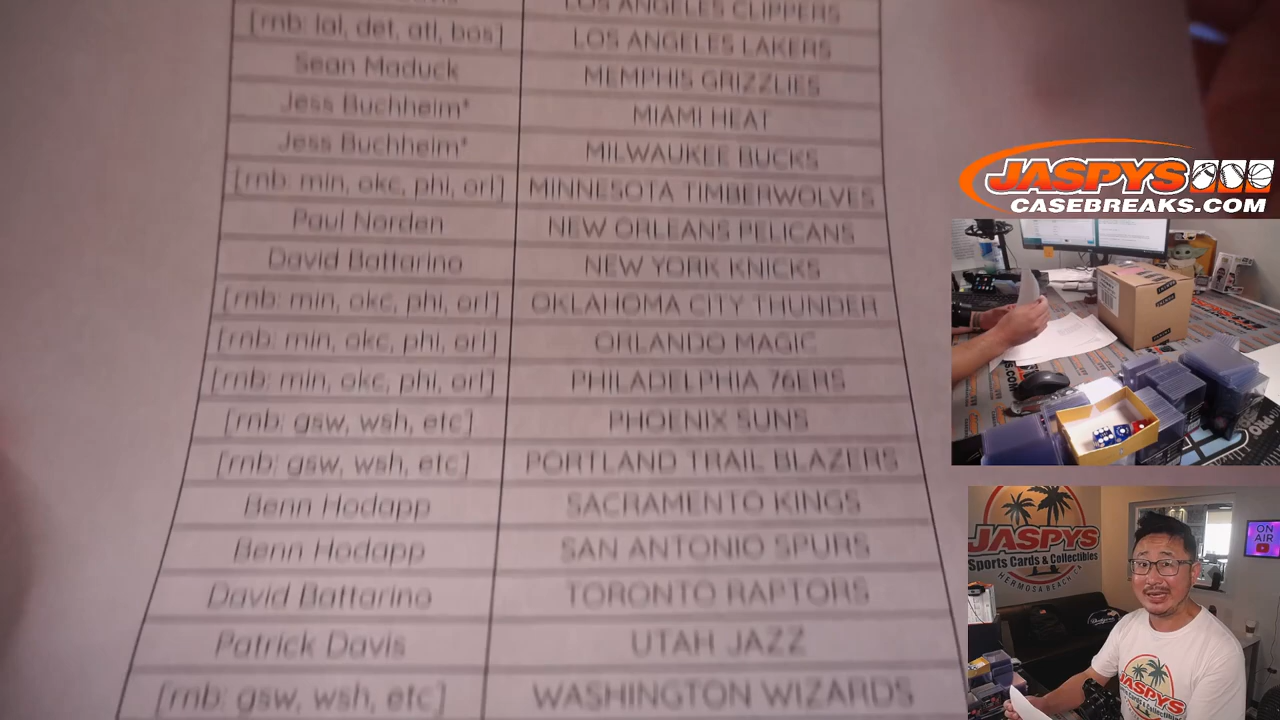 LOS ANGELES CLIPPERS
[rnb: lal, det, atl, bos] LOS ANGELES LAKERS
Sean Maduck MEMPHIS GRIZZLIES
Jess Buchheim* MIAMI HEAT
Jess Buchheim* MILWAUKEE BUCKS
[rnb: min, okc, phi, orl] MINNESOTA TIMBERWOLVES
Paul Norden NEW ORLEANS PELICANS
David Battarino NEW YORK KNICKS
[rnb: min, okc, phi, orl] OKLAHOMA CITY THUNDER
[rnb: min, okc, phi, orl] ORLANDO MAGIC
[rnb: min, okc, phi, orl] PHILADELPHIA 76ERS
[rnb: gsw, wsh, etc] PHOENIX SUNS
[rnb: gsw, wsh, etc] PORTLAND TRAIL BLAZERS
Benn Hodapp SACRAMENTO KINGS
Benn Hodapp SAN ANTONIO SPURS
David Battarino TORONTO RAPTORS
Patrick Davis UTAH JAZZ
[rnb: gsw, wsh, etc] WASHINGTON WIZARDS
JASPYS
CASEBREAKS.COM
JASPYS
Sports Cards & Collectibles
HERMOSA BEACH CA
ON
AIR
JASPYS